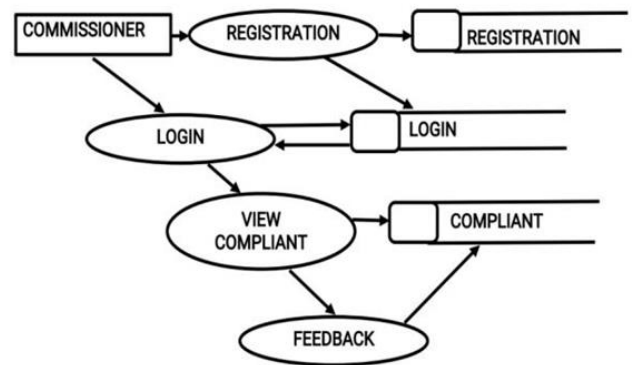 COMMISSIONER
REGISTRATION
REGISTRATION
LOGIN
LOGIN
VIEW
COMPLIANT
COMPLIANT
FEEDBACK